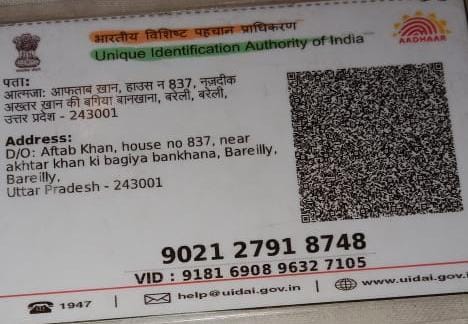 भारतीय विशिष्ट पहचान प्राधिकरण
Unique Identification Authority of India
AADHAAR
पता:
आत्मजा: आफताब खान, हाउस न 837, नज़दीक
अख्तर खान की बगिया बानखाना, बरेली, बरेली,
उत्तर प्रदेश - 243001
Address:
D/O: Aftab Khan, house no 837, near
akhtar khan ki bagiya bankhana, Bareilly,
Bareilly,
Uttar Pradesh - 243001
9021 2791 8748
VID : 9181 6908 9632 7105
1947 | help@uidai.gov.in | www.uidai.gov.in